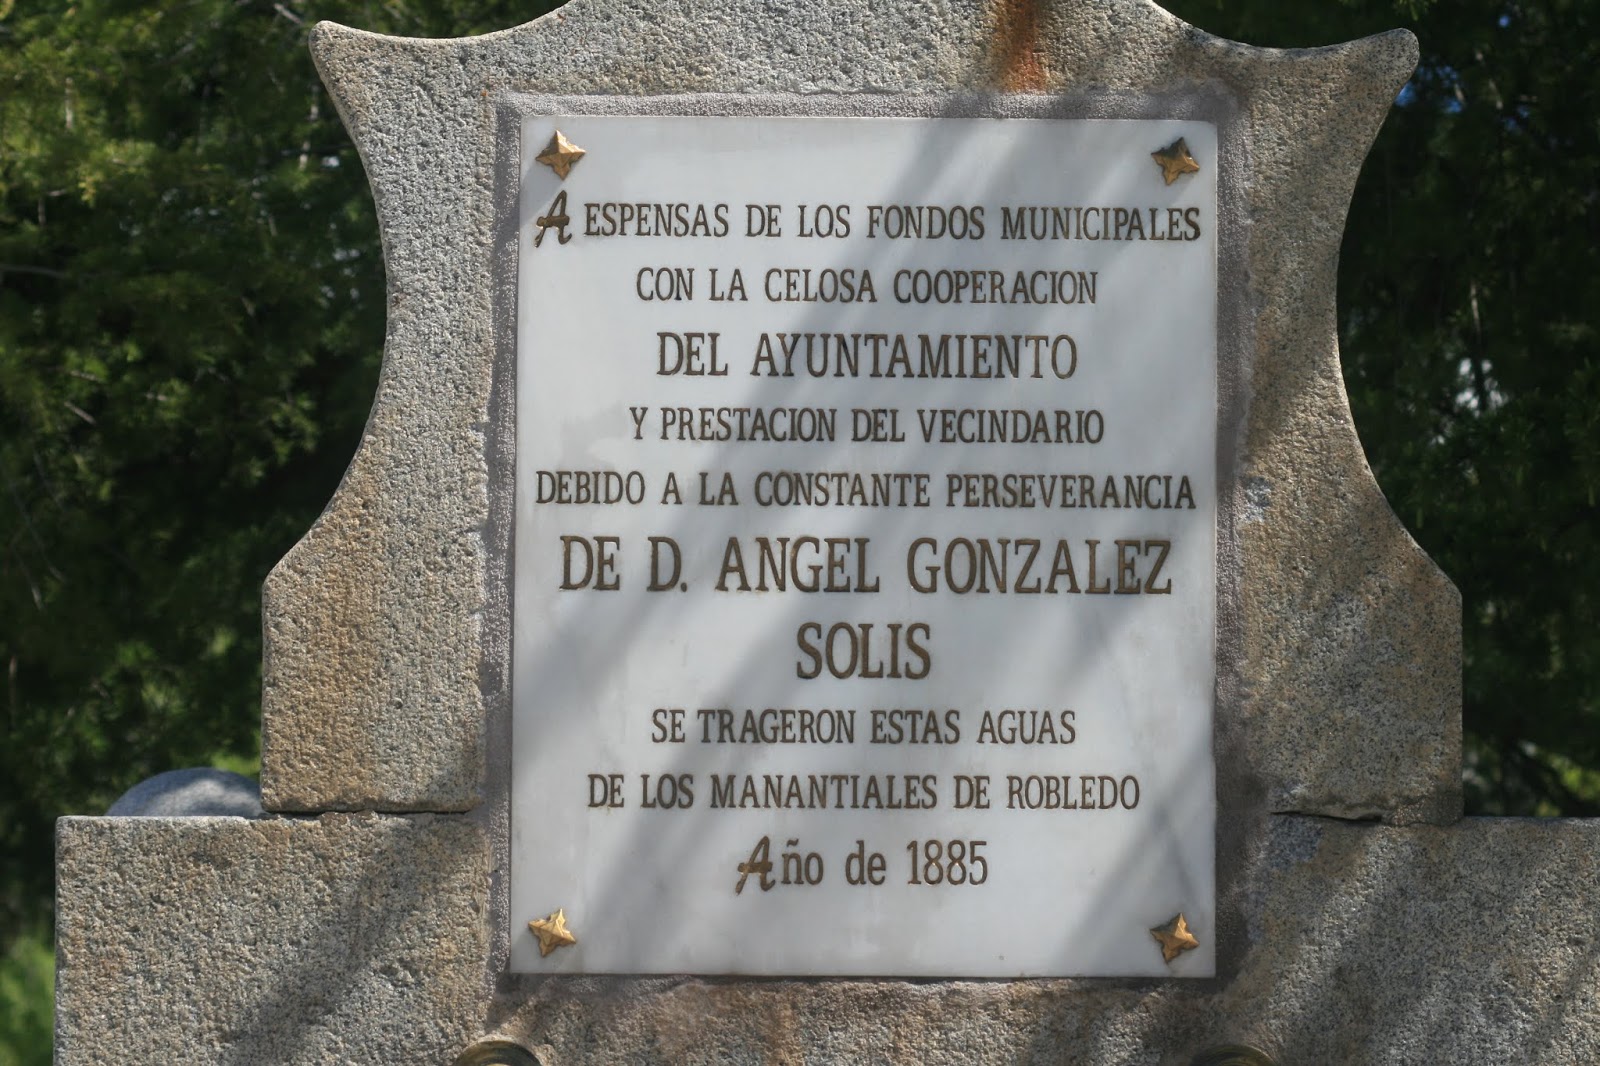 A ESPENSAS DE LOS FONDOS MUNICIPALES
CON LA CELOSA COOPERACION
DEL AYUNTAMIENTO
Y PRESTACION DEL VECINDARIO
DEBIDO A LA CONSTANTE PERSEVERANCIA
DE D. ANGEL GONZALEZ
SOLIS
SE TRAGERON ESTAS AGUAS
DE LOS MANANTIALES DE ROBLEDO
Año de 1885